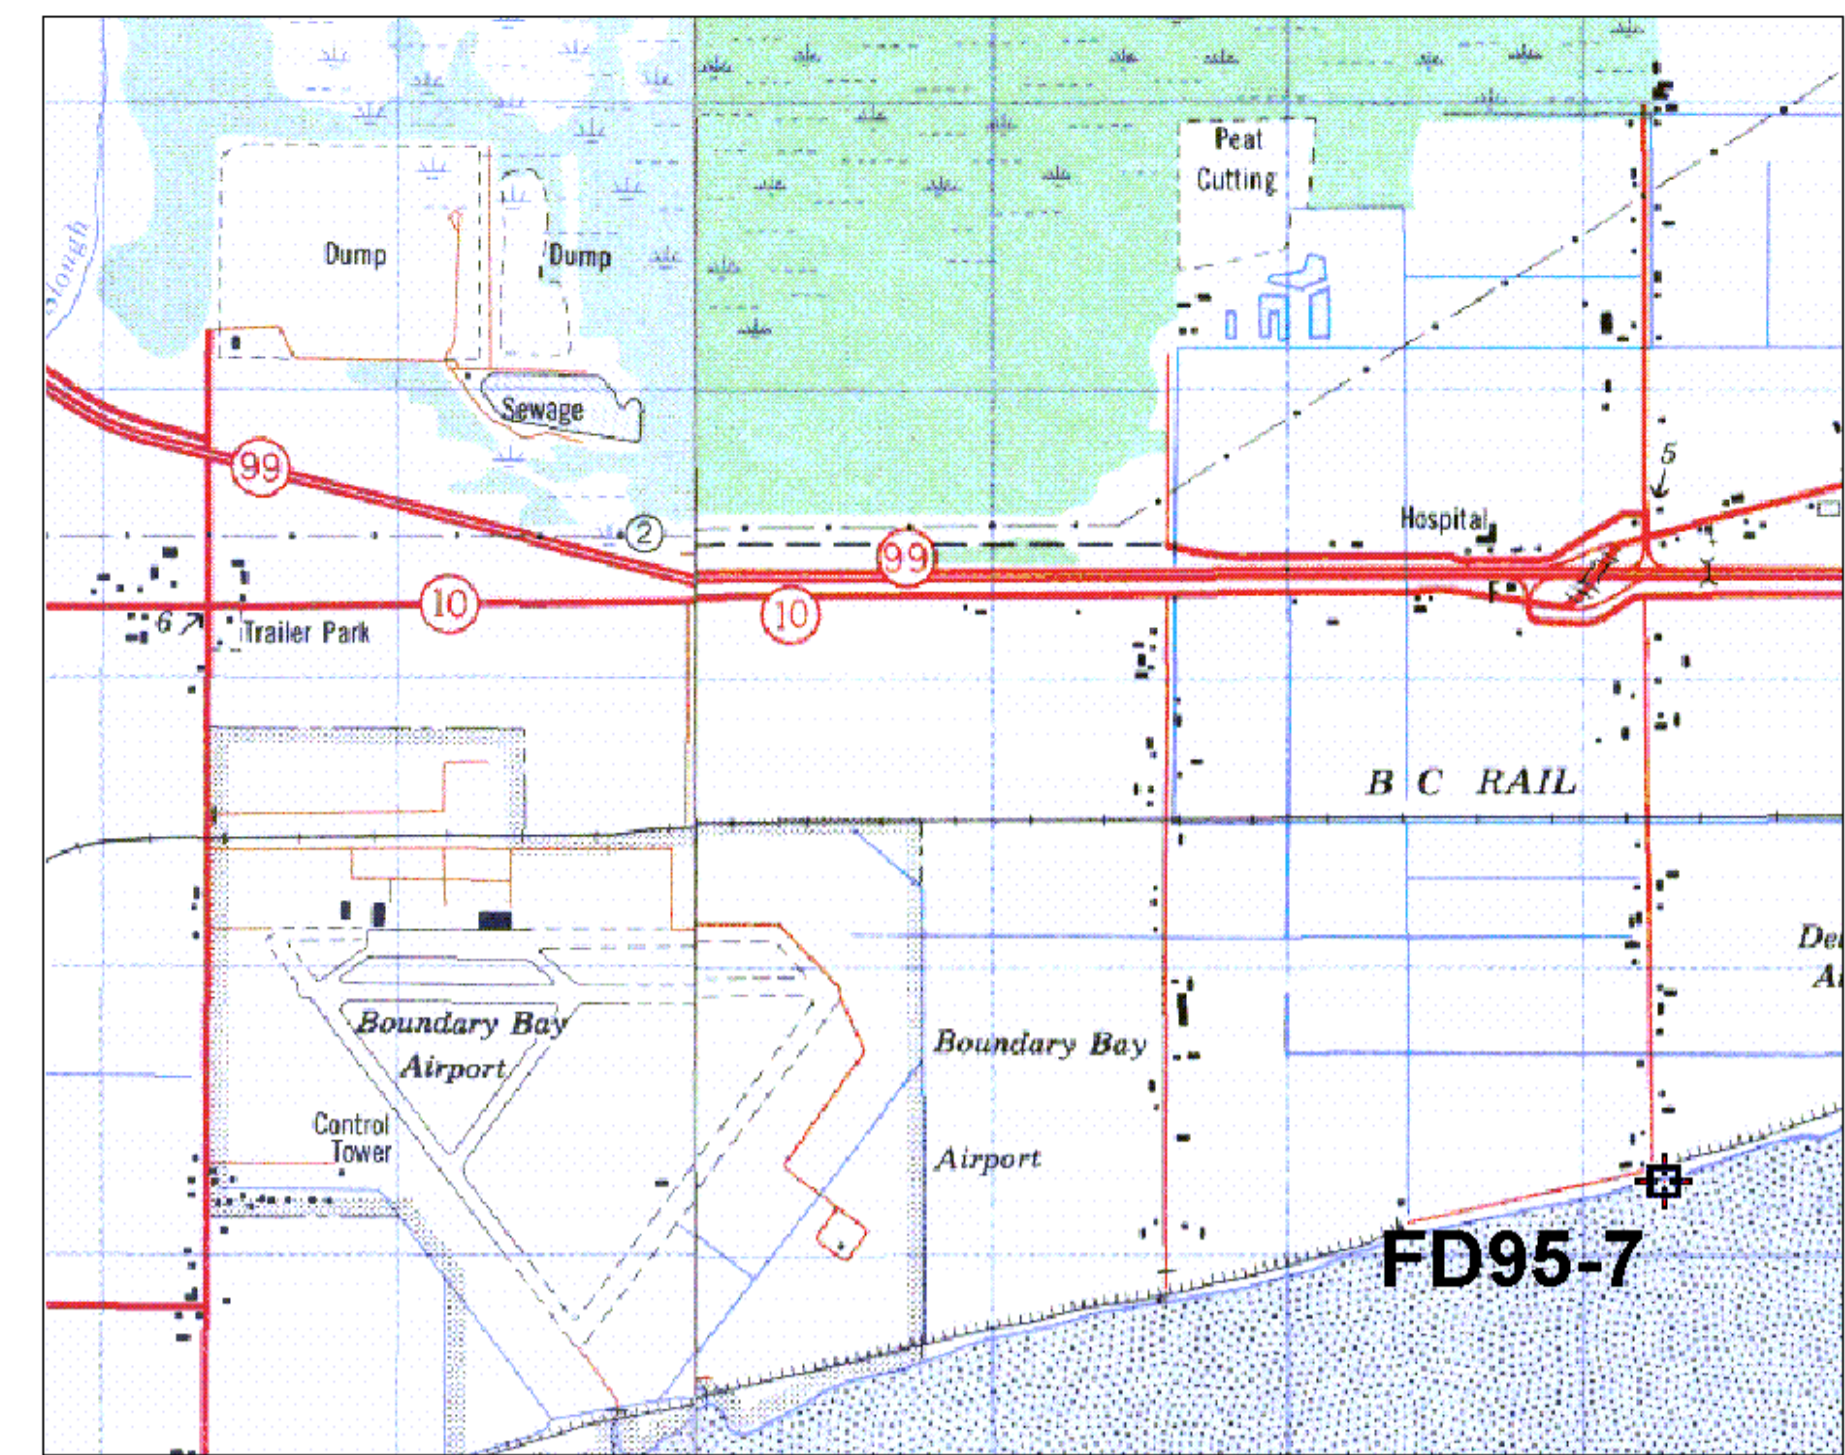 Peat
Cutting
Slough
Dump
Dump
Sewage
99
5
Hospital
2
99
10
10
6
Trailer Park
B C RAIL
Boundary Bay
Airport
Boundary Bay
Airport
Control
Tower
FD95-7